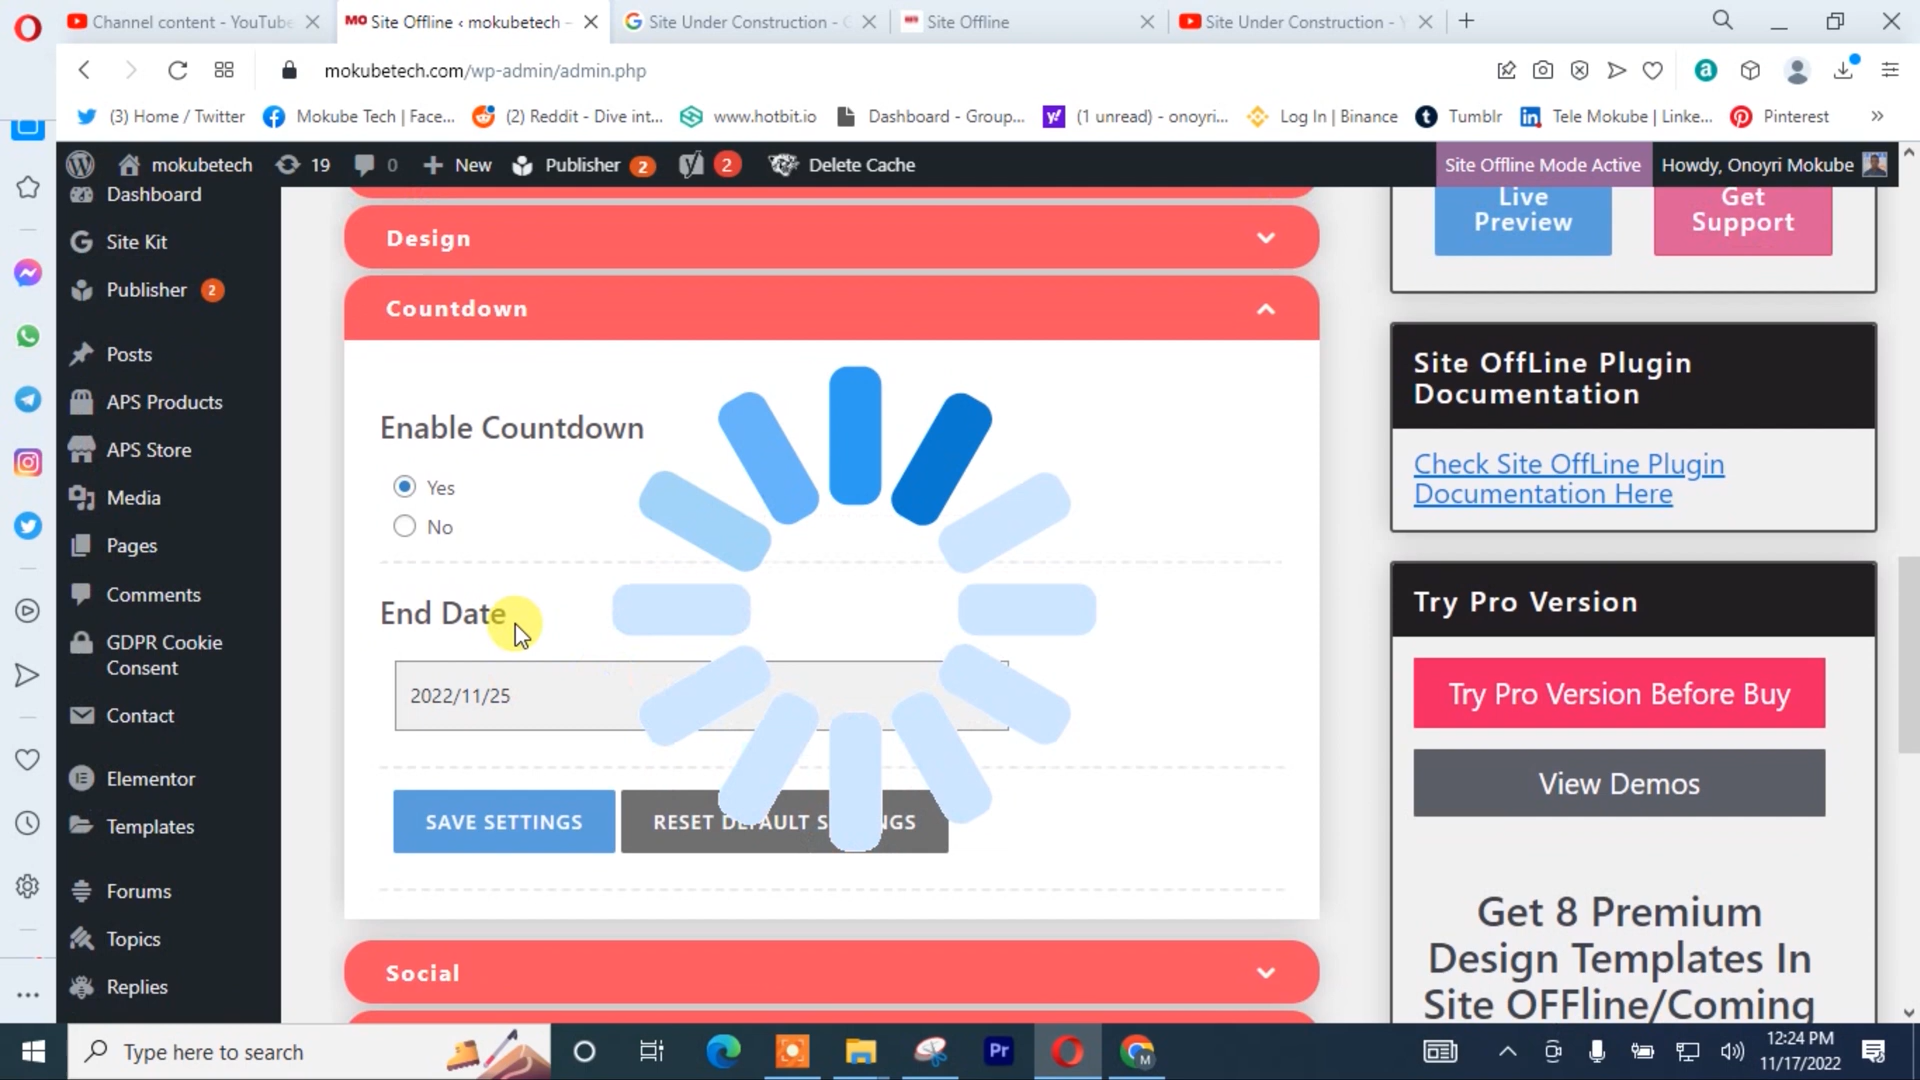 Channel content - YouTube
MO Site Offline ‹ mokubetech –
Site Under Construction - G
Site Offline
Site Under Construction - Y
mokubetech.com/wp-admin/admin.php
(3) Home / Twitter
Mokube Tech | Face...
(2) Reddit - Dive int...
www.hotbit.io
Dashboard - Group...
(1 unread) - onoyri...
Log In | Binance
Tumblr
Tele Mokube | Linke...
Pinterest
»
mokubetech
19
0
New
Publisher 2
2
Delete Cache
Site Offline Mode Active
Howdy, Onoyri Mokube
Dashboard
Site Kit
Publisher 2
Posts
APS Products
APS Store
Media
Pages
Comments
GDPR Cookie
Consent
Contact
Elementor
Templates
Forums
Topics
Replies
Design
Countdown
Enable Countdown
Yes
No
End Date
2022/11/25
SAVE SETTINGS
RESET DEFAULT SETTINGS
Social
Live
Preview
Get
Support
Site OffLine Plugin
Documentation
Check Site OffLine Plugin
Documentation Here
Try Pro Version
Try Pro Version Before Buy
View Demos
Get 8 Premium
Design Templates In
Site OFFline/Coming
Type here to search
Pr
12:24 PM
11/17/2022